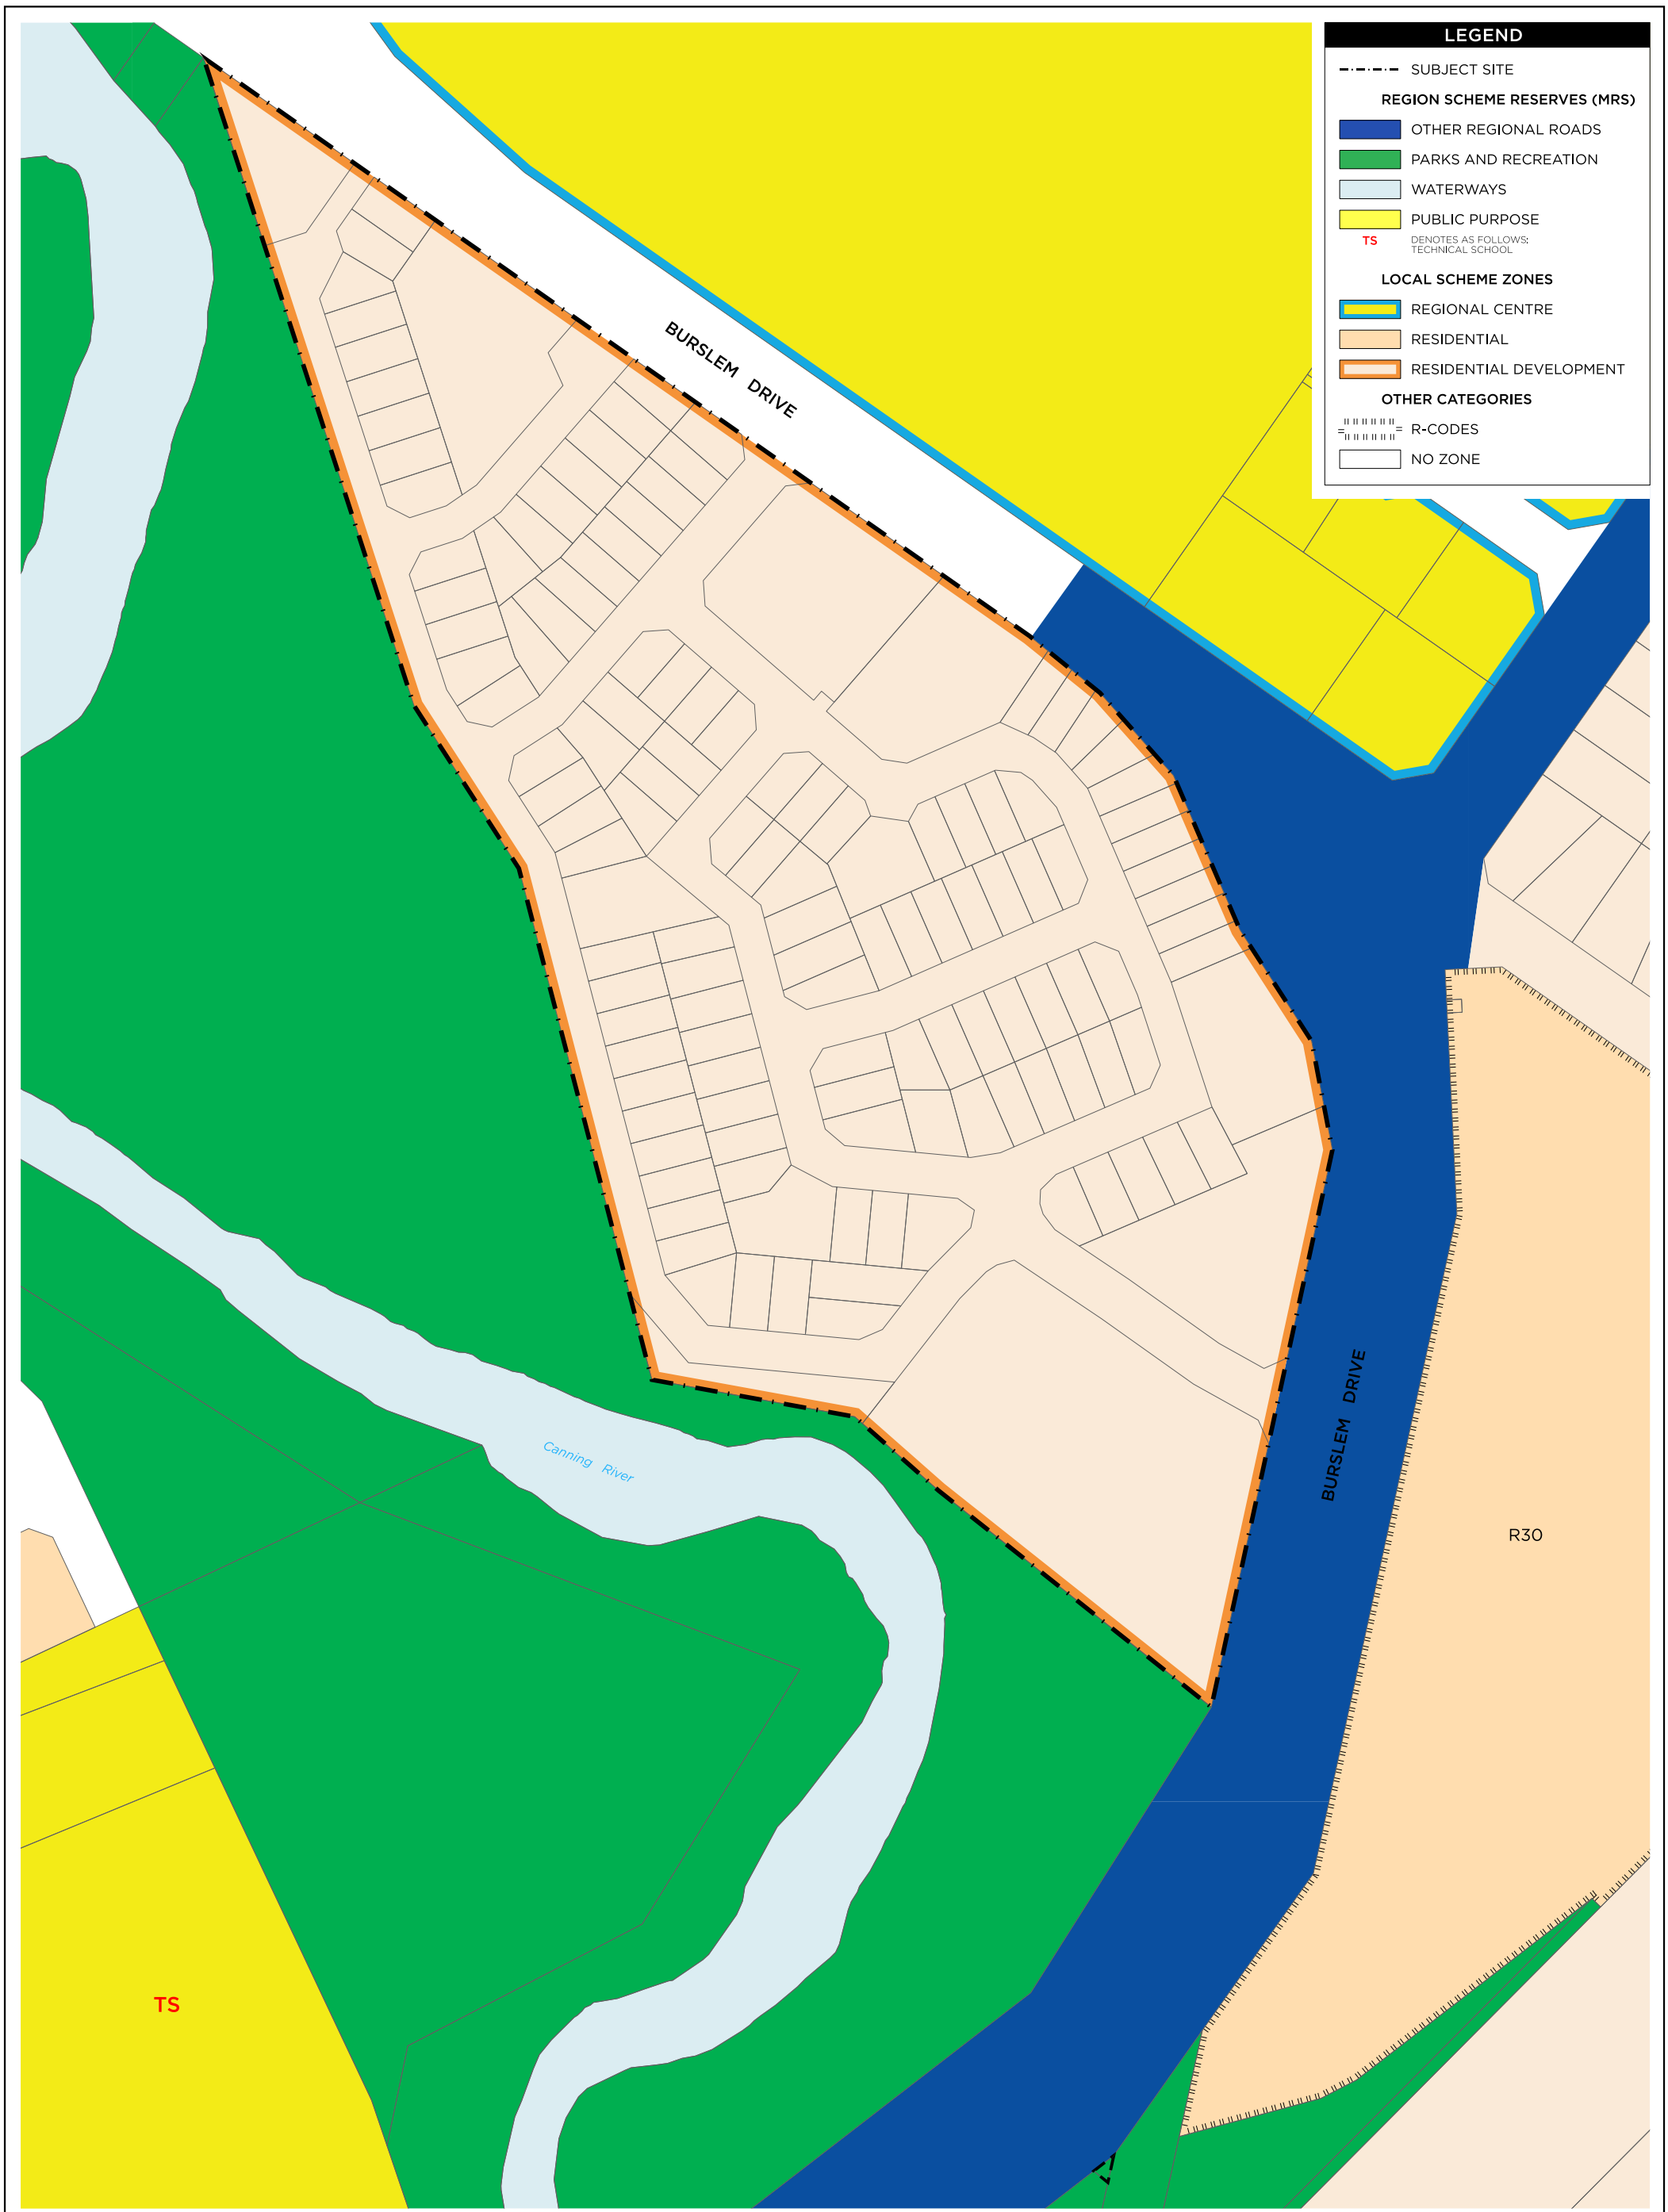 LEGEND
SUBJECT SITE
REGION SCHEME RESERVES (MRS)
OTHER REGIONAL ROADS
PARKS AND RECREATION
WATERWAYS
PUBLIC PURPOSE
TS DENOTES AS FOLLOWS:
TECHNICAL SCHOOL
LOCAL SCHEME ZONES
REGIONAL CENTRE
RESIDENTIAL
RESIDENTIAL DEVELOPMENT
OTHER CATEGORIES
R-CODES
NO ZONE
BURSLEM DRIVE
BURSLEM DRIVE
Canning River
R30
TS